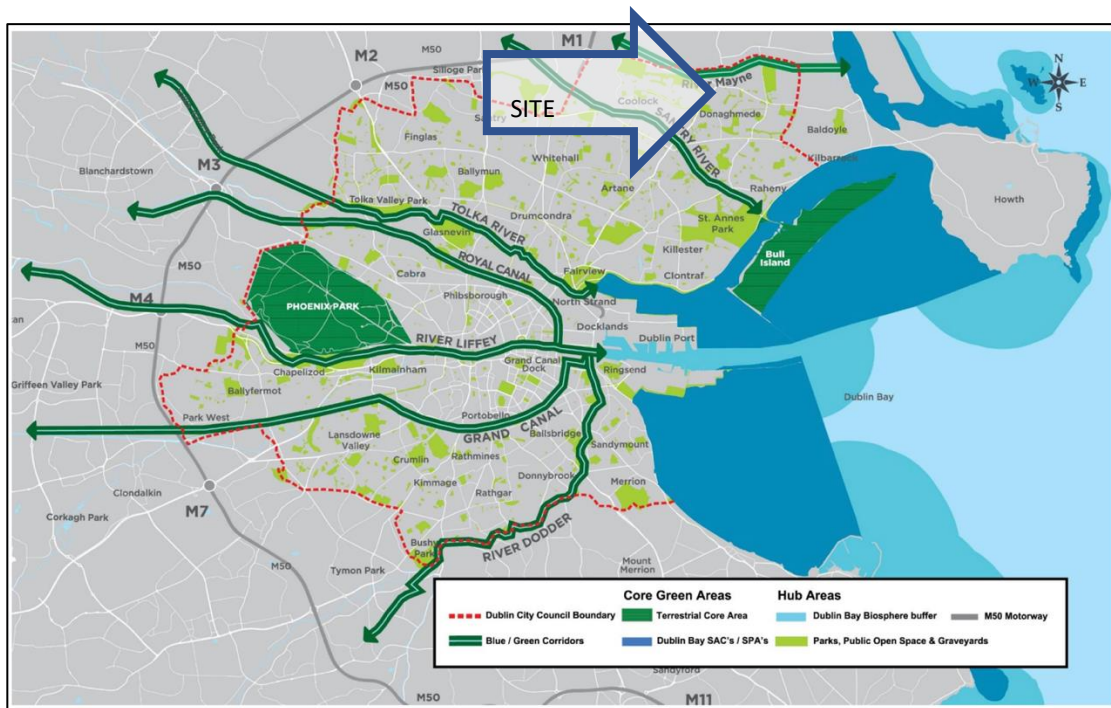 M1
M2
M50
Silloge Park
M50
SITE
RIVER Mayne
Coolock
Santry
Donaghmede
SANTRY RIVER
Finglas
Baldoyle
Kilbarrack
Whitehall
M3
Blanchardstown
Ballymun
Artane
Raheny
Tolka Valley Park
TOLKA RIVER
Drumcondra
St. Annes
Park
Howth
Glasnevin
Killester
Bull
Island
M50
ROYAL CANAL
Cabra
Fairview
Clontraf
M4
PHOENIX PARK
Phibsborough
North Strand
Docklands
RIVER LIFFEY
Dublin Port
M50
Grand Canal
Dock
Chapelizod
Kilmainham
Ringsend
Griffeen Valley Park
Ballyfermot
Dublin Bay
Park West
Portobello
GRAND CANAL
Ballsbridge
Lansdowne
Valley
Sandymount
Crumlin
Rathmines
Clondalkin
Kimmage
Donnybrook
Merrion
M7
Rathgar
Corkagh Park
Bushy
Park
RIVER DODDER
M50
Tymon Park
Mount
Merrion
N
W
E
S
Core Green Areas
Hub Areas
Dublin City Council Boundary
Terrestrial Core Area
Dublin Bay Biosphere buffer
M50 Motorway
Blue / Green Corridors
Dublin Bay SAC's / SPA's
Parks, Public Open Space & Graveyards
Sandyford
M50
M11